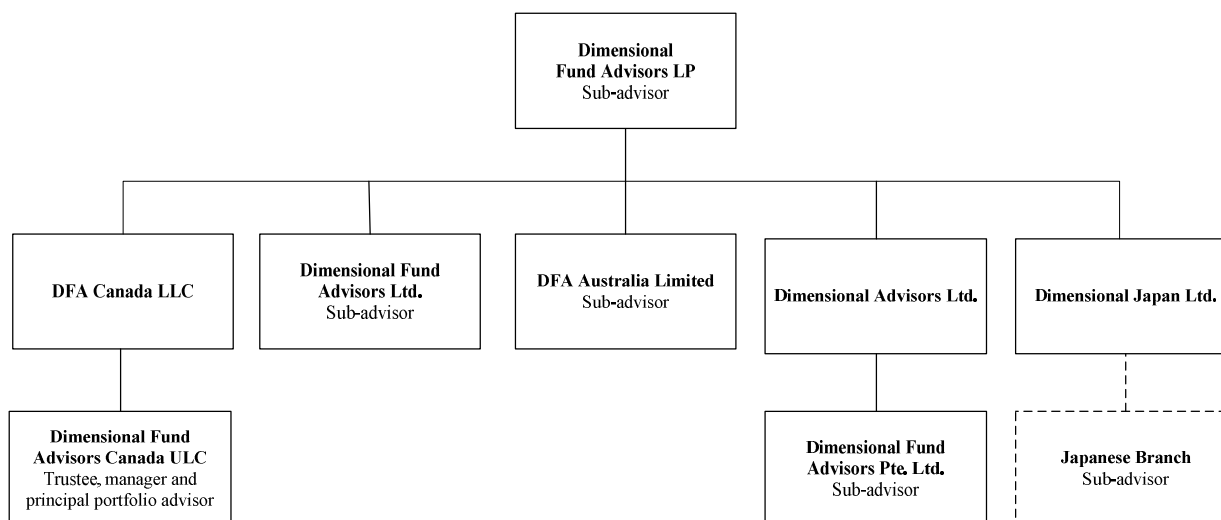 Dimensional
Fund Advisors LP
Sub-advisor
DFA Canada LLC
Dimensional Fund
Advisors Ltd.
Sub-advisor
DFA Australia Limited
Sub-advisor
Dimensional Advisors Ltd.
Dimensional Japan Ltd.
Dimensional Fund
Advisors Canada ULC
Trustee, manager and
principal portfolio advisor
Dimensional Fund
Advisors Pte. Ltd.
Sub-advisor
Japanese Branch
Sub-advisor